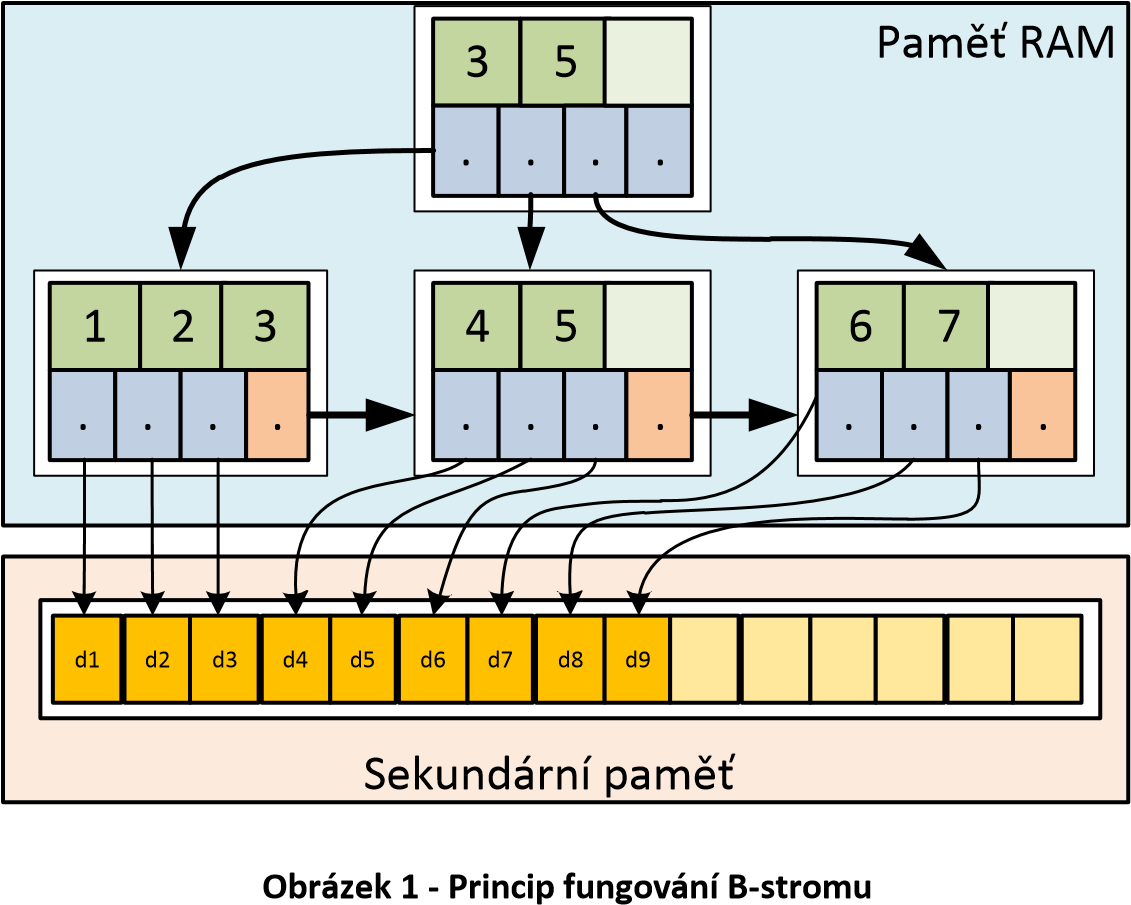 Paměť RAM
3 5
. . . .
1 2 3
4 5
6 7
. . . .
. . . .
. . . .
d1 d2 d3 d4 d5 d6 d7 d8 d9
Sekundární paměť
Obrázek 1 - Princip fungování B-stromu